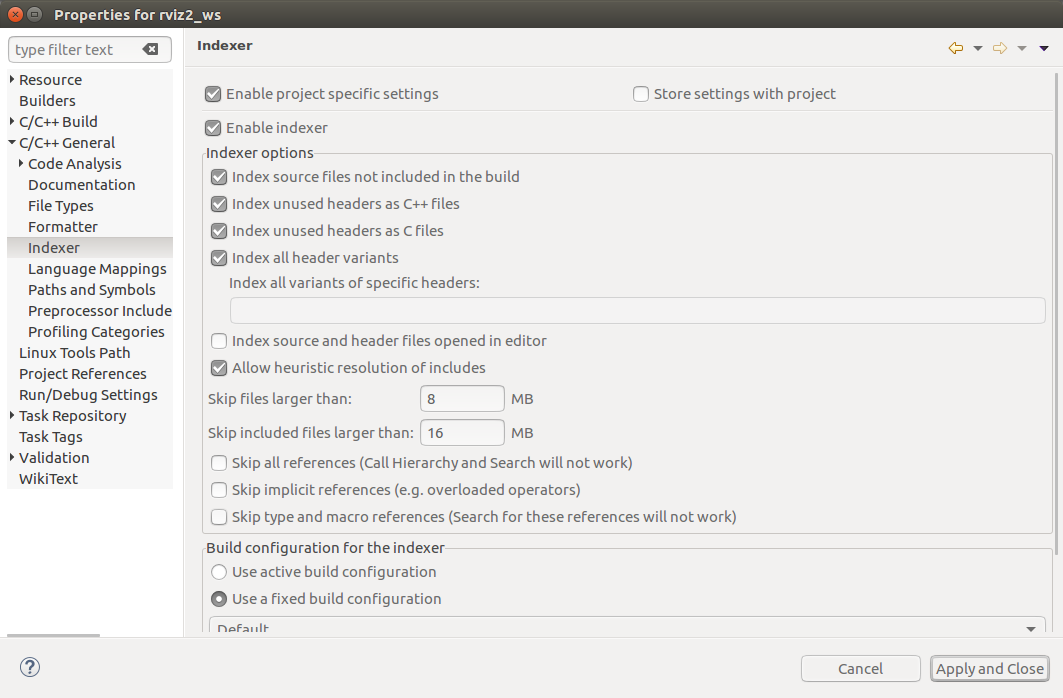 Properties for rviz2_ws
type filter text
Resource
Builders
C/C++ Build
C/C++ General
Code Analysis
Documentation
File Types
Formatter
Indexer
Language Mappings
Paths and Symbols
Preprocessor Include
Profiling Categories
Linux Tools Path
Project References
Run/Debug Settings
Task Repository
Task Tags
Validation
WikiText
Indexer
Enable project specific settings
Store settings with project
Enable indexer
Indexer options
Index source files not included in the build
Index unused headers as C++ files
Index unused headers as C files
Index all header variants
Index all variants of specific headers:
Index source and header files opened in editor
Allow heuristic resolution of includes
Skip files larger than: 8 MB
Skip included files larger than: 16 MB
Skip all references (Call Hierarchy and Search will not work)
Skip implicit references (e.g. overloaded operators)
Skip type and macro references (Search for these references will not work)
Build configuration for the indexer
Use active build configuration
Use a fixed build configuration
Default
?
Cancel
Apply and Close